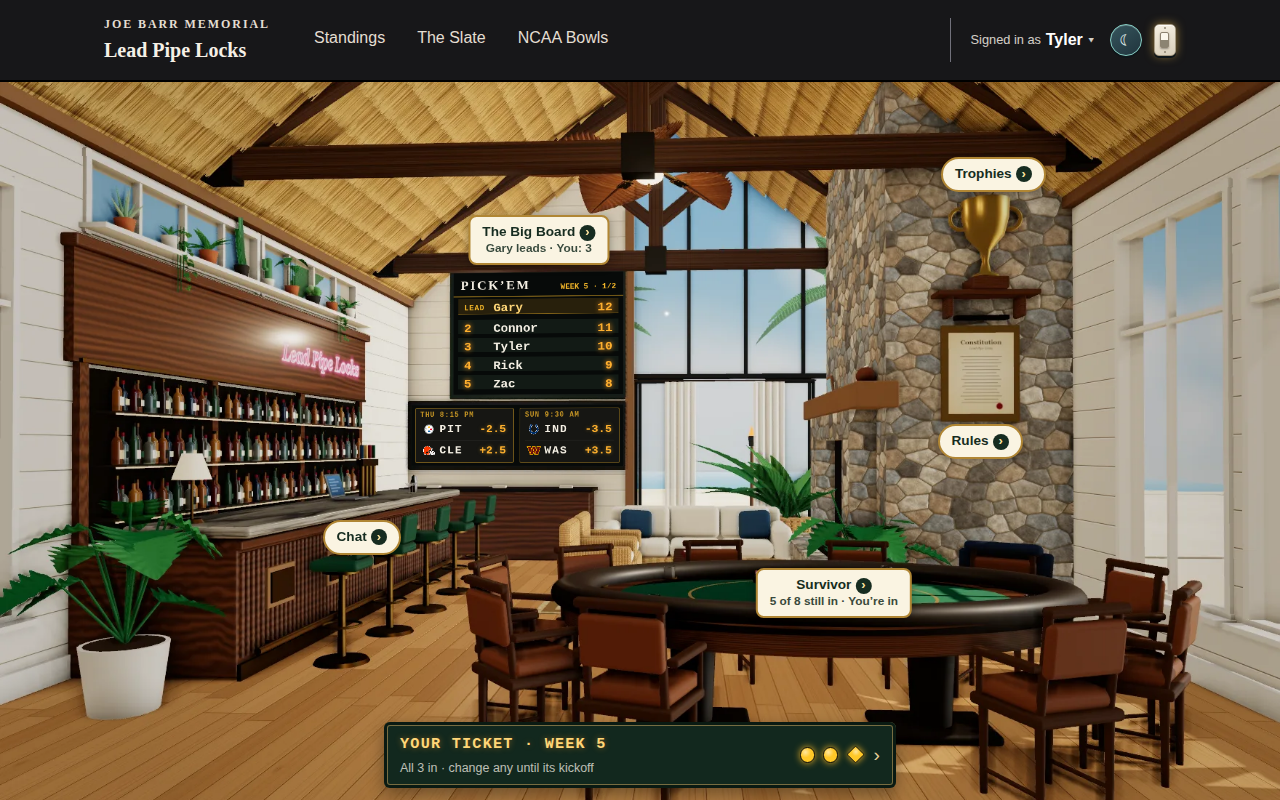 JOE BARR MEMORIAL
Lead Pipe Locks
Standings
The Slate
NCAA Bowls
Signed in as Tyler
Trophies
The Big Board
Gary leads · You: 3
PICK'EM WEEK 5 · 1/2
LEAD Gary 12
2 Connor 11
3 Tyler 10
4 Rick 9
5 Zac 8
Lead Pipe Locks
Constitution
THU 8:15 PM
PIT -2.5
CLE +2.5
SUN 9:30 AM
IND -3.5
WAS +3.5
Rules
Chat
Survivor
5 of 8 still in · You're in
YOUR TICKET · WEEK 5
All 3 in · change any until its kickoff